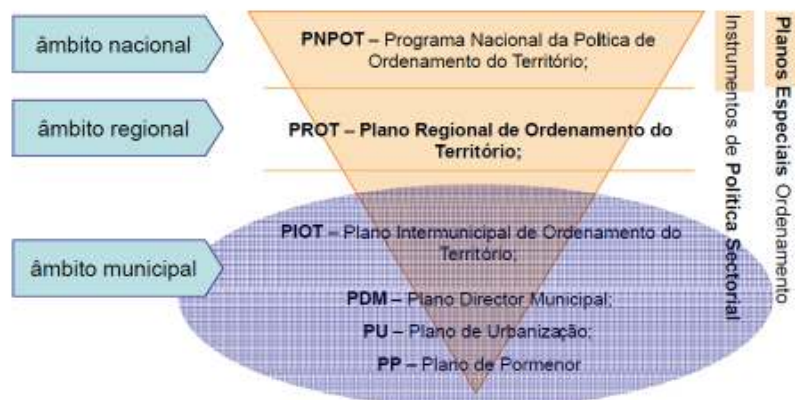 âmbito nacional
PNPOT – Programa Nacional da Política de
Ordenamento do Território;
âmbito regional
PROT – Plano Regional de Ordenamento do
Território;
âmbito municipal
PIOT – Plano Intermunicipal de Ordenamento do
Território;
PDM – Plano Director Municipal;
PU – Plano de Urbanização;
PP – Plano de Pormenor
Instrumentos de Política Sectorial
Planos Especiais Ordenamento